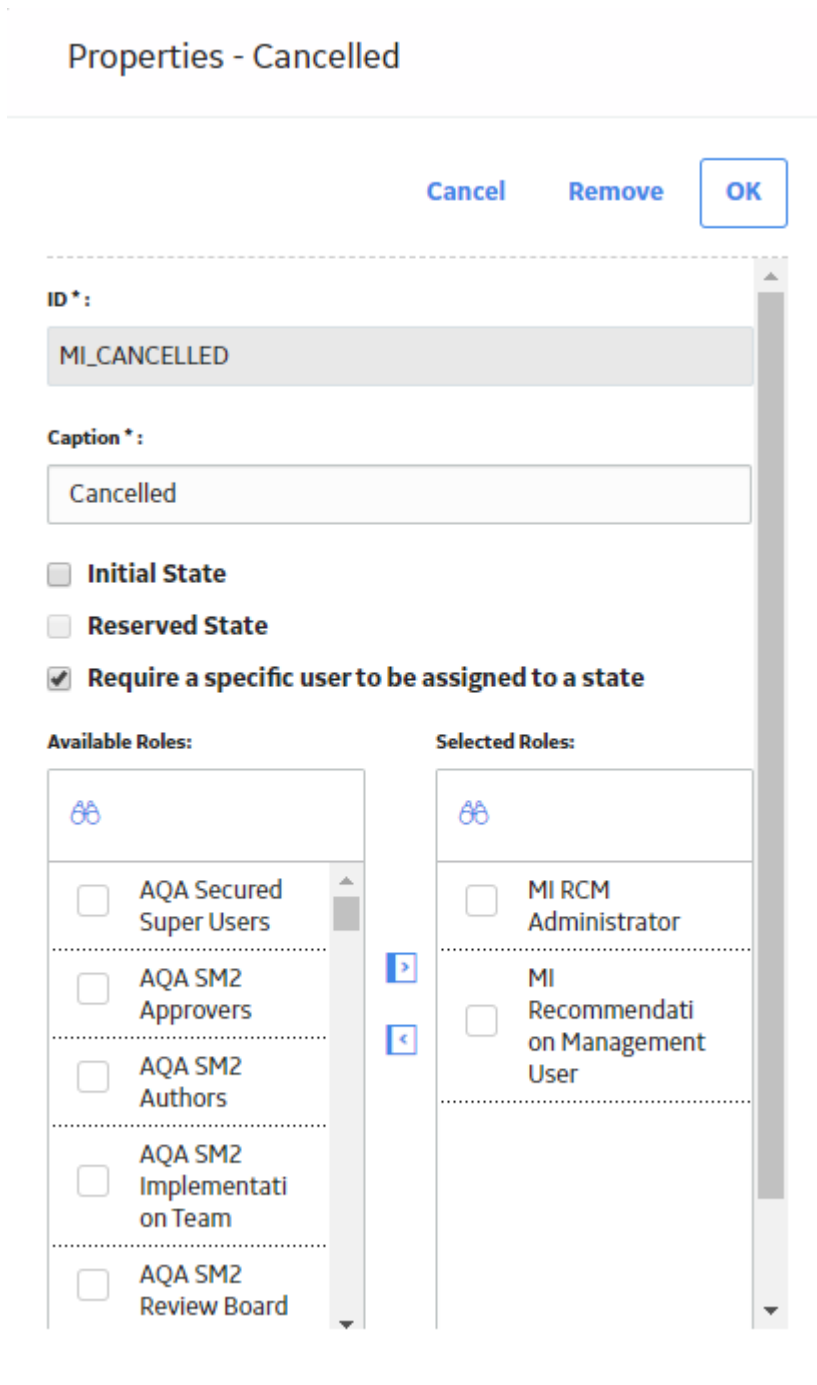 Properties - Cancelled
Cancel Remove OK
ID * :
MI_CANCELLED
Caption * :
Cancelled
Initial State
Reserved State
Require a specific user to be assigned to a state
Available Roles:
AQA Secured
Super Users
AQA SM2
Approvers
AQA SM2
Authors
AQA SM2
Implementati
on Team
AQA SM2
Review Board
Selected Roles:
MI RCM
Administrator
MI
Recommendati
on Management
User